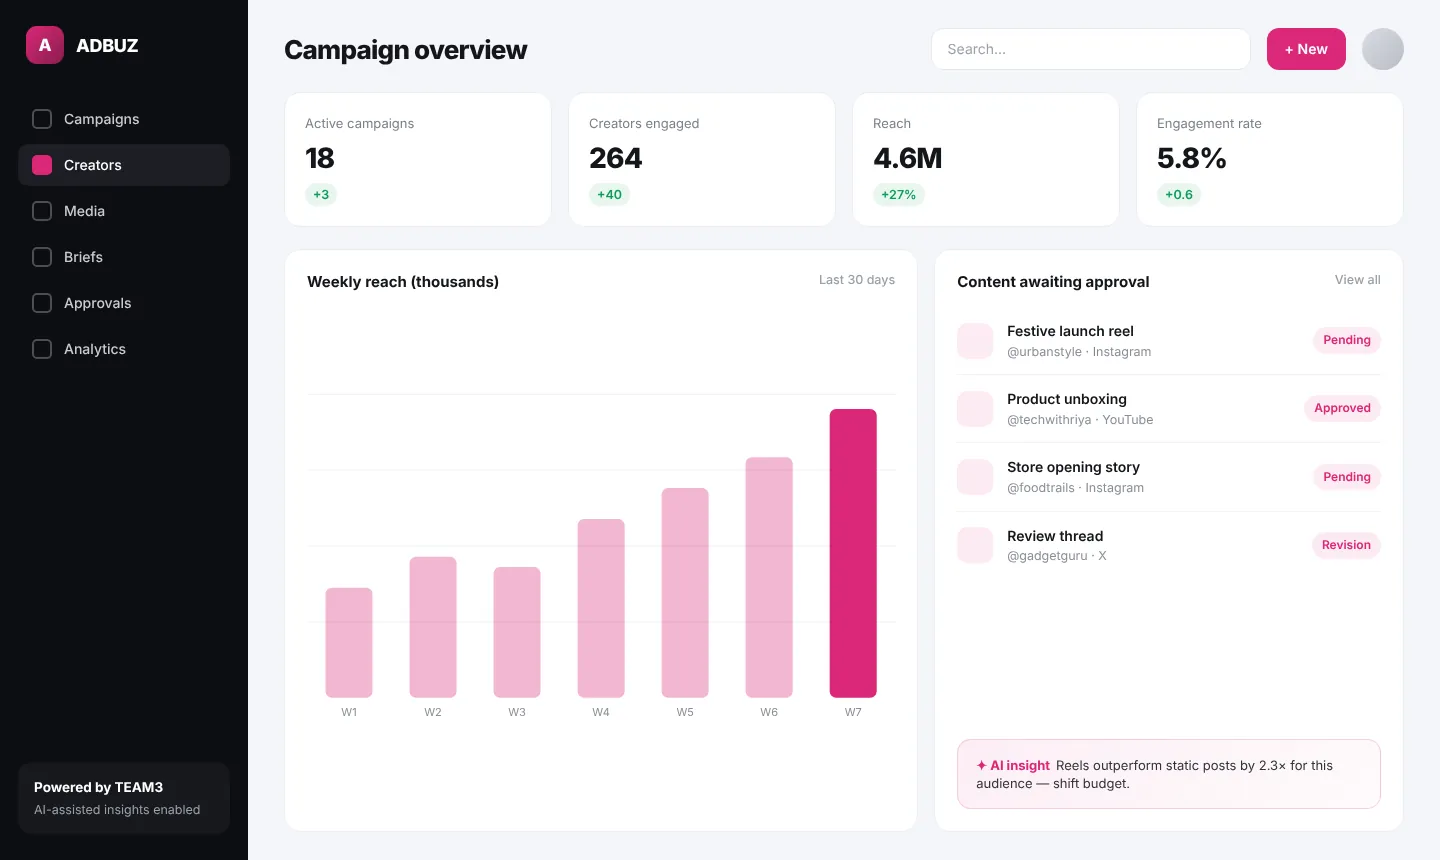 A ADBUZ
Campaigns
Creators
Media
Briefs
Approvals
Analytics
Powered by TEAM3
AI-assisted insights enabled
Campaign overview
Search...
+ New
Active campaigns
18
+3
Creators engaged
264
+40
Reach
4.6M
+27%
Engagement rate
5.8%
+0.6
Weekly reach (thousands)
Last 30 days
W1 W2 W3 W4 W5 W6 W7
Content awaiting approval
View all
Festive launch reel
@urbanstyle · Instagram
Pending
Product unboxing
@techwithriya · YouTube
Approved
Store opening story
@foodtrails · Instagram
Pending
Review thread
@gadgetguru · X
Revision
✦ AI insight Reels outperform static posts by 2.3× for this
audience — shift budget.